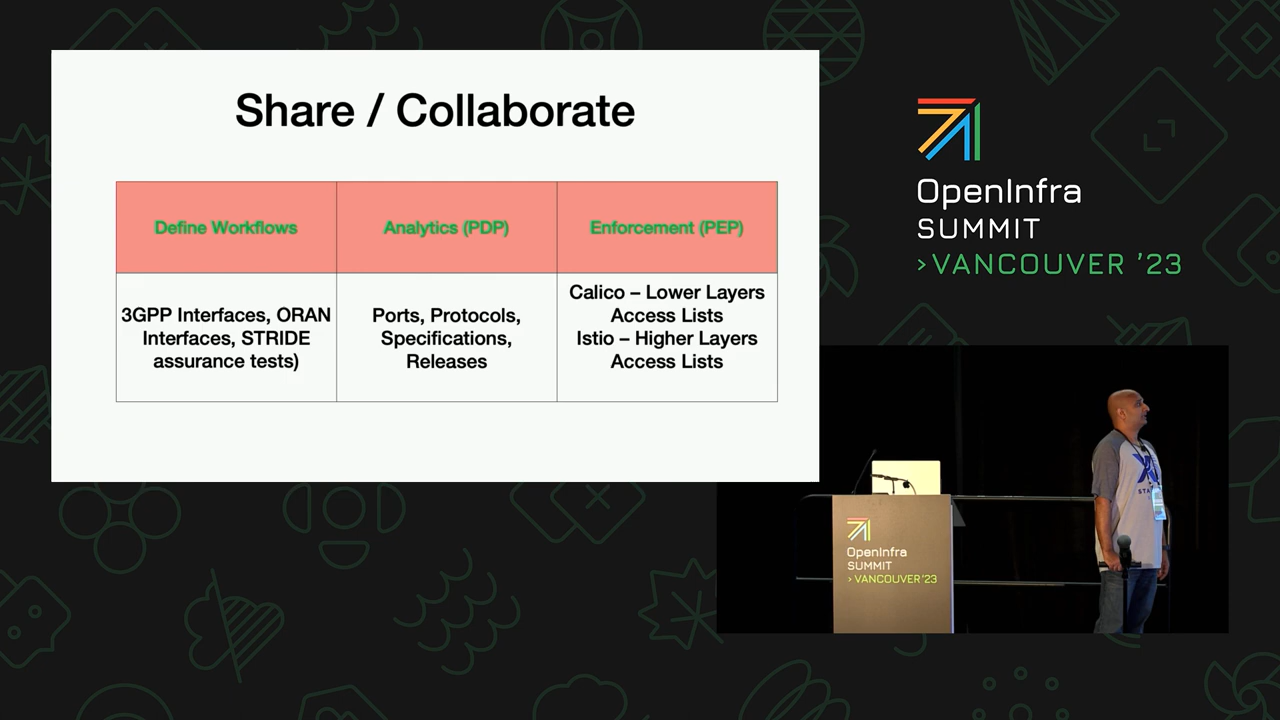 Share / Collaborate
Define Workflows
Analytics (PDP)
Enforcement (PEP)
3GPP Interfaces, ORAN
Interfaces, STRIDE
assurance tests)
Ports, Protocols,
Specifications,
Releases
Calico – Lower Layers
Access Lists
Istio – Higher Layers
Access Lists
OpenInfra
SUMMIT
>VANCOUVER '23
OpenInfra
SUMMIT
>VANCOUVER '23